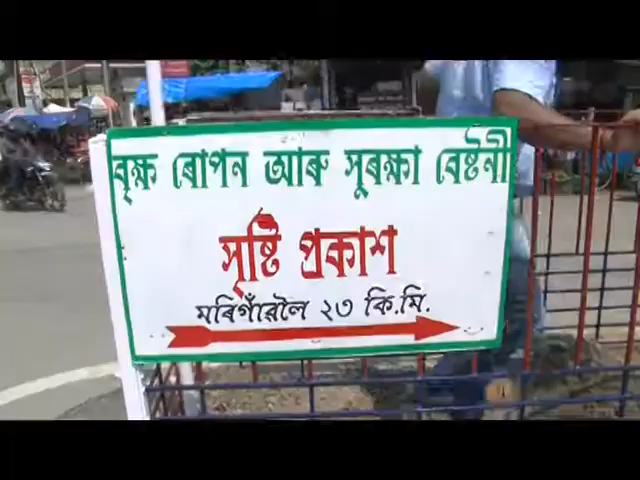 বৃক্ষ ৰোপন আৰু সুৰক্ষা বেষ্টনী
সৃষ্টি প্ৰকাশ
মৰিগাঁৱলৈ ২৩ কি.মি.